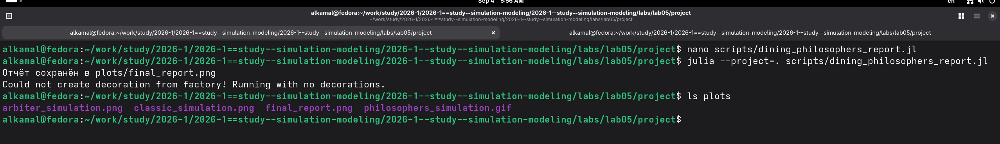 Sep 4 5:56 AM
en
alkamal@fedora:~/work/study/2026-1/2026-1==study--simulation-modeling/2026-1--study--simulation-modeling/labs/lab05/project
~/work/study/2026-1/2026-1==study--simulation-modeling/2026-1--study--simulation-modeling/labs/lab05/project
alkamal@fedora:~/work/study/2026-1/2026-1==study--simulation-modeling/2026-1--study--simulation-modeling/labs/lab05/project
alkamal@fedora:~/work/study/2026-1/2026-1==study--simulation-modeling/2026-1--study--simulation-modeling/labs/lab05/project
alkamal@fedora:~/work/study/2026-1/2026-1==study--simulation-modeling/2026-1--study--simulation-modeling/labs/lab05/project$ nano scripts/dining_philosophers_report.jl
alkamal@fedora:~/work/study/2026-1/2026-1==study--simulation-modeling/2026-1--study--simulation-modeling/labs/lab05/project$ julia --project=. scripts/dining_philosophers_report.jl
Отчёт сохранён в plots/final_report.png
Could not create decoration from factory! Running with no decorations.
alkamal@fedora:~/work/study/2026-1/2026-1==study--simulation-modeling/2026-1--study--simulation-modeling/labs/lab05/project$ ls plots
arbiter_simulation.png  classic_simulation.png  final_report.png  philosophers_simulation.gif
alkamal@fedora:~/work/study/2026-1/2026-1==study--simulation-modeling/2026-1--study--simulation-modeling/labs/lab05/project$